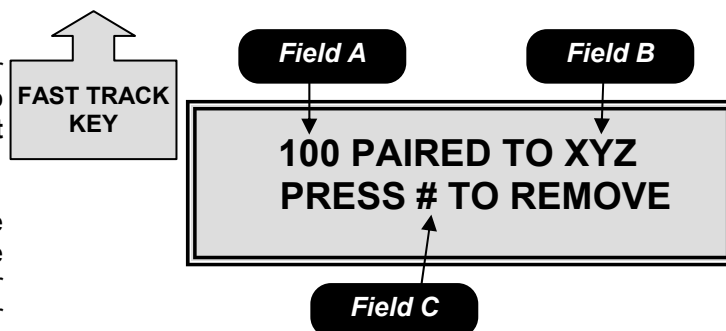 Field A
Field B
FAST TRACK
KEY
#
100 PAIRED TO XYZ
PRESS # TO REMOVE
Field C